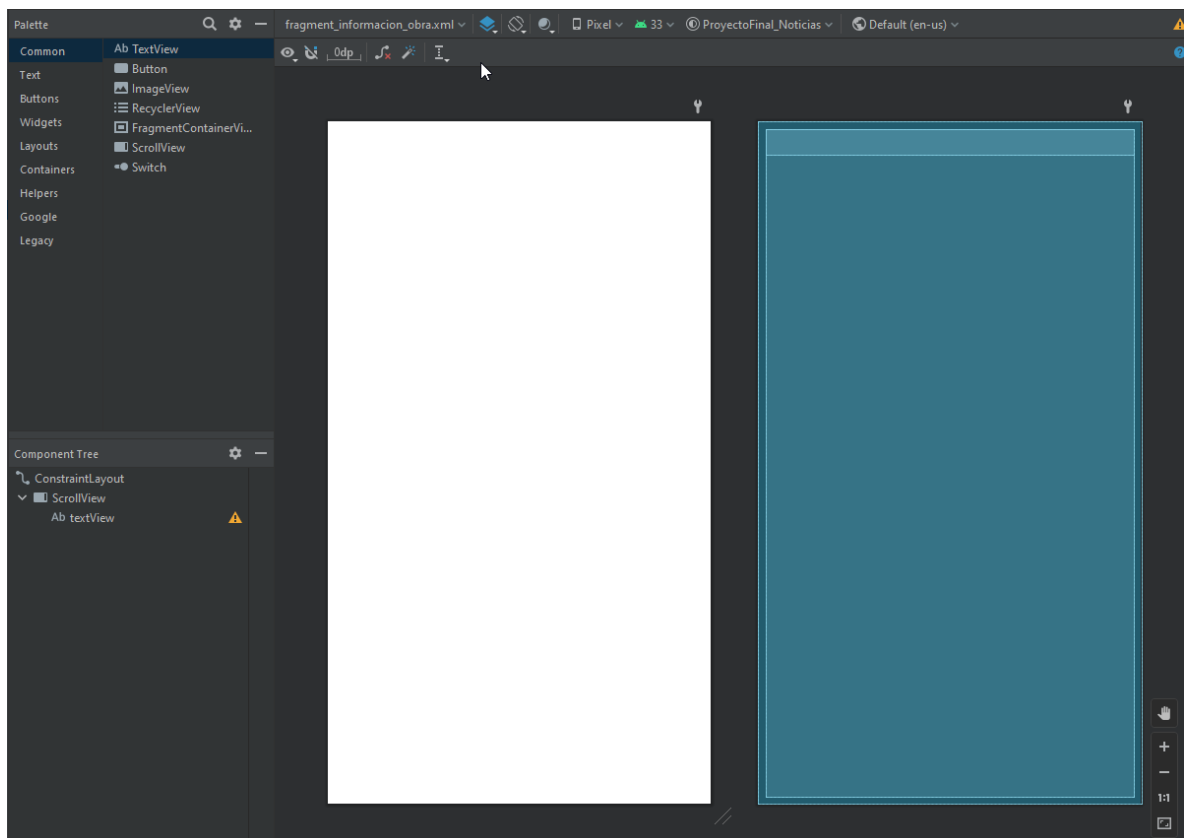 Palette
fragment_informacion_obra.xml
Pixel
33
ProyectoFinal_Noticias
Default (en-us)
Common
Ab TextView
0dp
Text
Button
Buttons
ImageView
Widgets
RecyclerView
Layouts
FragmentContainerVi...
Containers
ScrollView
Helpers
Switch
Google
Legacy
Component Tree
ConstraintLayout
ScrollView
Ab textView
1:1